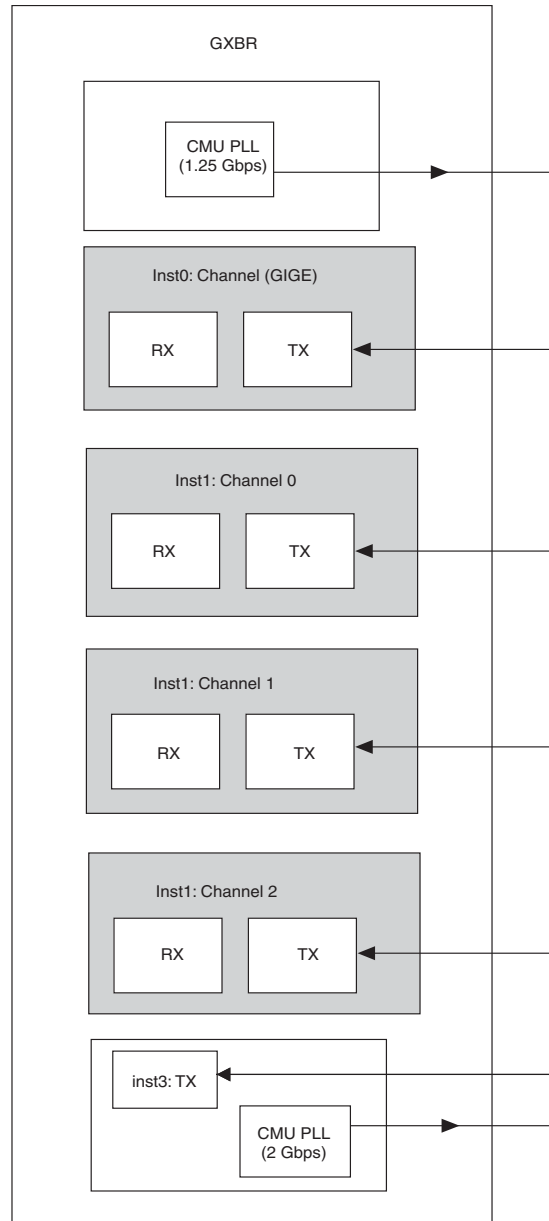 GXBR
CMU PLL
(1.25 Gbps)
Inst0: Channel (GIGE)
RX
TX
Inst1: Channel 0
RX
TX
Inst1: Channel 1
RX
TX
Inst1: Channel 2
RX
TX
inst3: TX
CMU PLL
(2 Gbps)